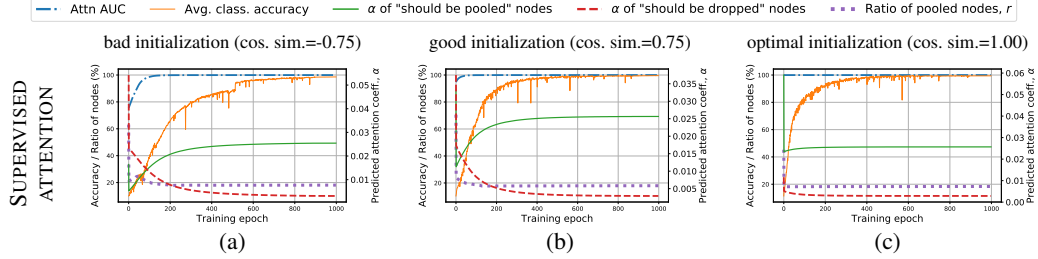 Attn AUC Avg. class. accuracy α of "should be pooled" nodes α of "should be dropped" nodes Ratio of pooled nodes, r
bad initialization (cos. sim.=-0.75) good initialization (cos. sim.=0.75) optimal initialization (cos. sim.=1.00)
SUPERVISED
ATTENTION
Accuracy / Ratio of nodes (%)
100
80
60
40
20
0 200 400 600 800 1000
Training epoch
0.05
4
0.03
0.02
0.01
Predicted attention coeff., α
(a)
Accuracy / Ratio of nodes (%)
100
80
60
40
20
0 200 400 600 800 1000
Training epoch
0.035
0.030
0.025
0.020
0.015
0.010
0.005
Predicted attention coeff., α
(b)
Accuracy / Ratio of nodes (%)
100
80
60
40
20
0 200 400 600 800 1000
Training epoch
0.06
0.05
0.04
0.03
0.02
0.01
0.00
Predicted attention coeff., α
(c)